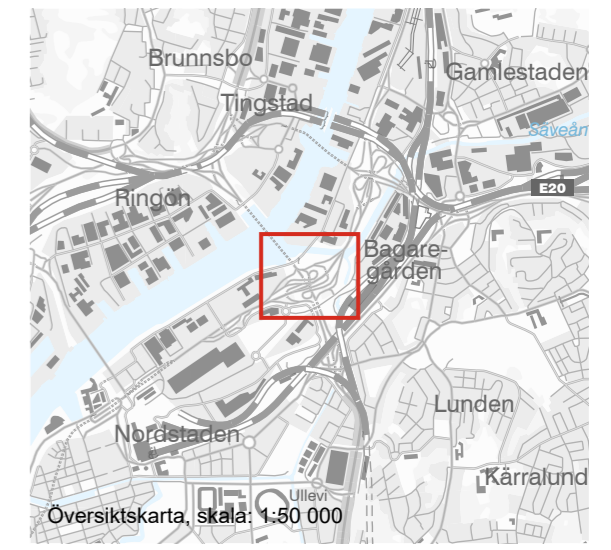 Brunnsbo
Gamlestaden
Tingstad
Säveån
E20
Ringön
Bagare-
gården
Lunden
Nordstaden
Kärralund
Ullevi
Översiktskarta, skala: 1:50 000